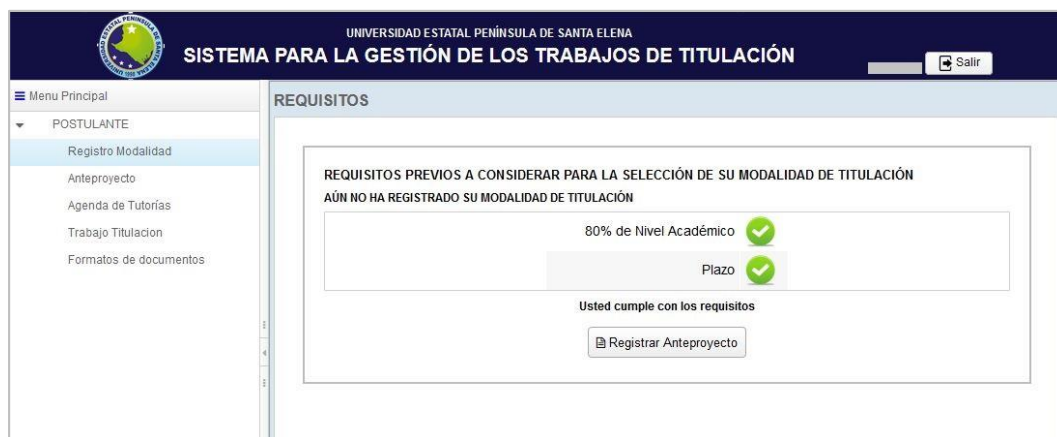 UNIVERSIDAD ESTATAL PENÍNSULA DE SANTA ELENA
SISTEMA PARA LA GESTIÓN DE LOS TRABAJOS DE TITULACIÓN
Salir
Menu Principal
REQUISITOS
POSTULANTE
Registro Modalidad
Anteproyecto
Agenda de Tutorías
Trabajo Titulacion
Formatos de documentos
REQUISITOS PREVIOS A CONSIDERAR PARA LA SELECCIÓN DE SU MODALIDAD DE TITULACIÓN
AÚN NO HA REGISTRADO SU MODALIDAD DE TITULACIÓN
80% de Nivel Académico
Plazo
Usted cumple con los requisitos
Registrar Anteproyecto